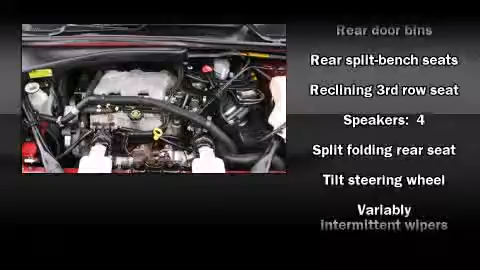 Rear door bins
Rear split-bench seats
Reclining 3rd row seat
Speakers: 4
Split folding rear seat
Tilt steering wheel
Variably
intermittent wipers